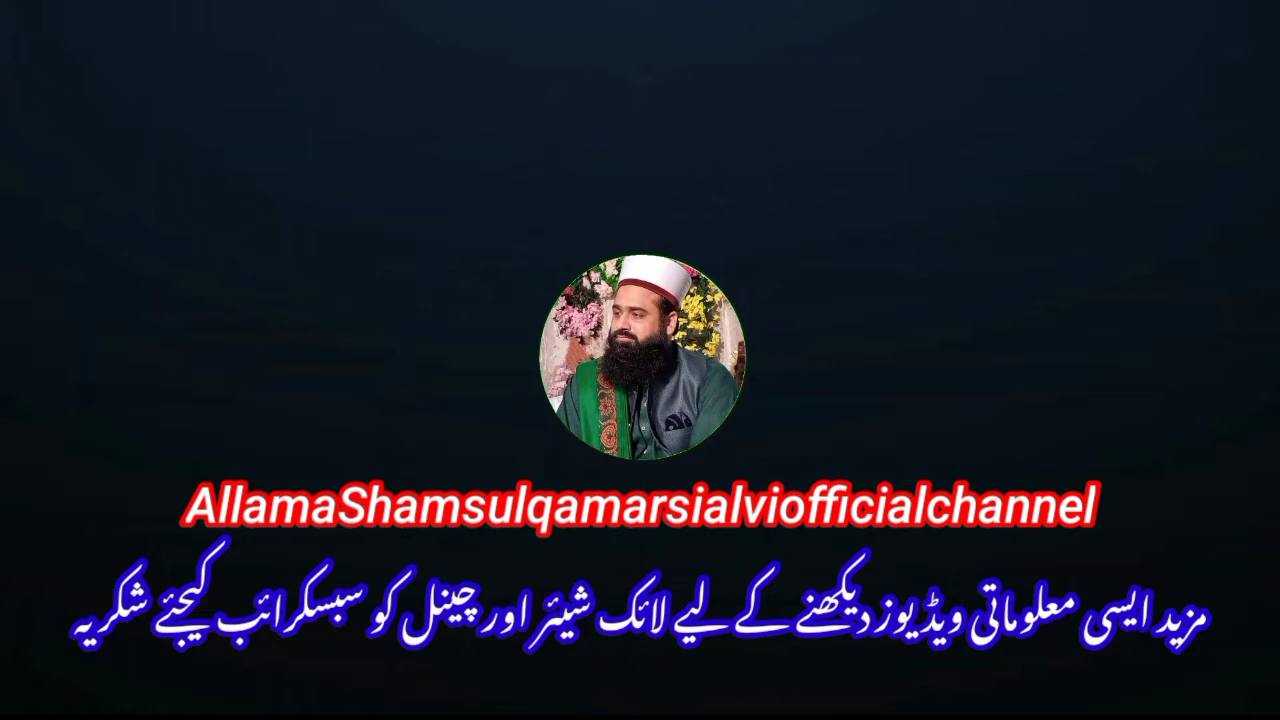 AllamaShamsulqamarsialviofficialchannel
مزید ایسی معلوماتی ویڈیوز دیکھنے کے لیے لائک شیئر اور چینل کو سبسکرائب کیجئے شکریہ